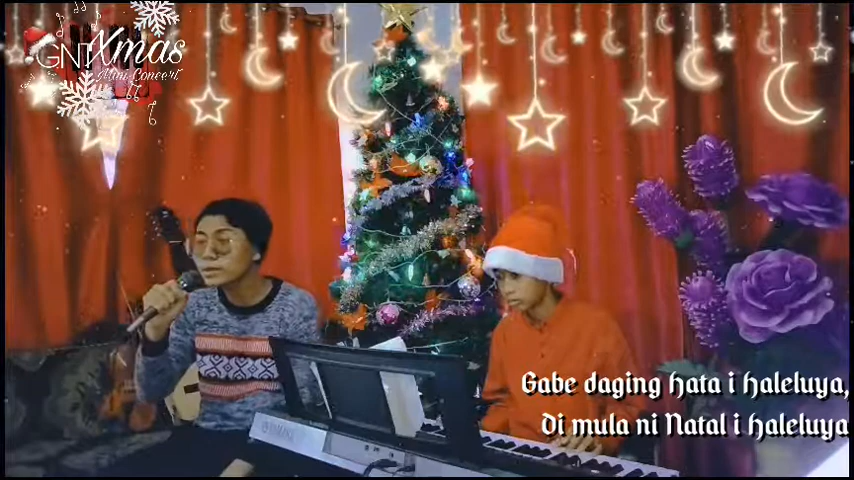 GNT Xmas
Mini Concert
Gabe daging hata i haleluya,
di mula ni Natal i haleluya